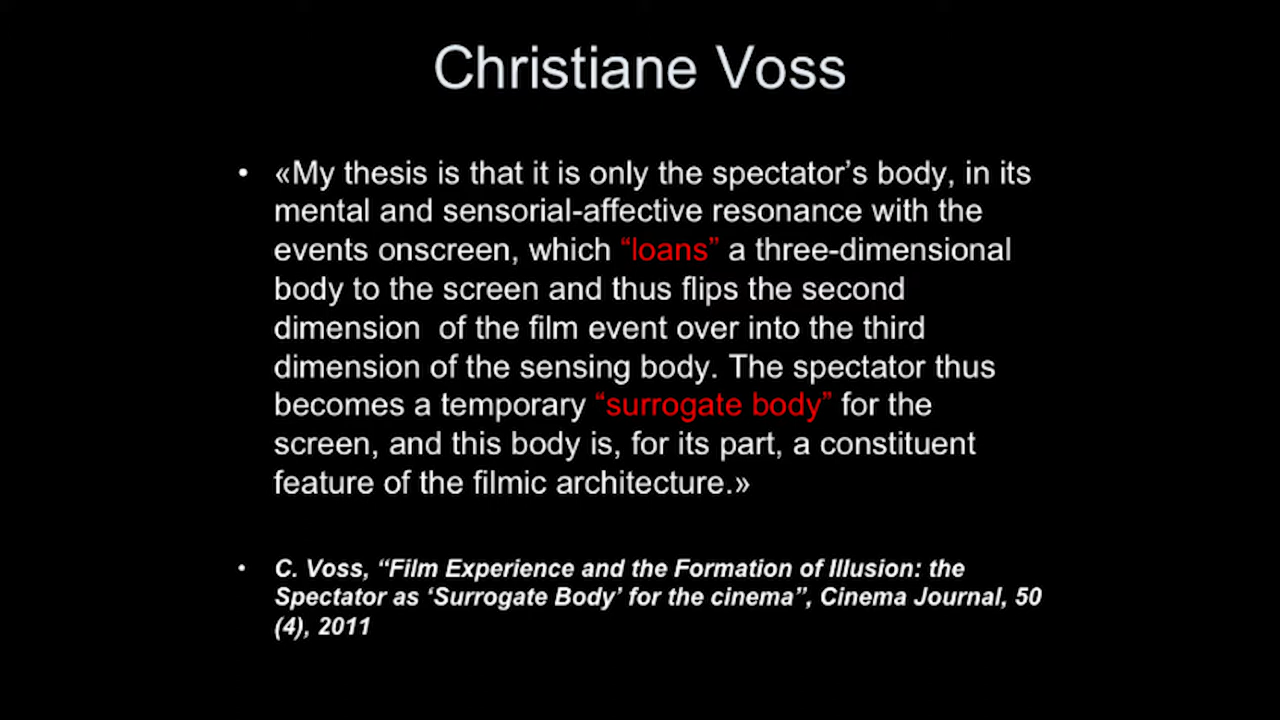 Christiane Voss
• «My thesis is that it is only the spectator’s body, in its
mental and sensorial-affective resonance with the
events onscreen, which “loans” a three-dimensional
body to the screen and thus flips the second
dimension  of the film event over into the third
dimension of the sensing body. The spectator thus
becomes a temporary “surrogate body” for the
screen, and this body is, for its part, a constituent
feature of the filmic architecture.»
• C. Voss, “Film Experience and the Formation of Illusion: the
Spectator as ‘Surrogate Body’ for the cinema”, Cinema Journal, 50
(4), 2011